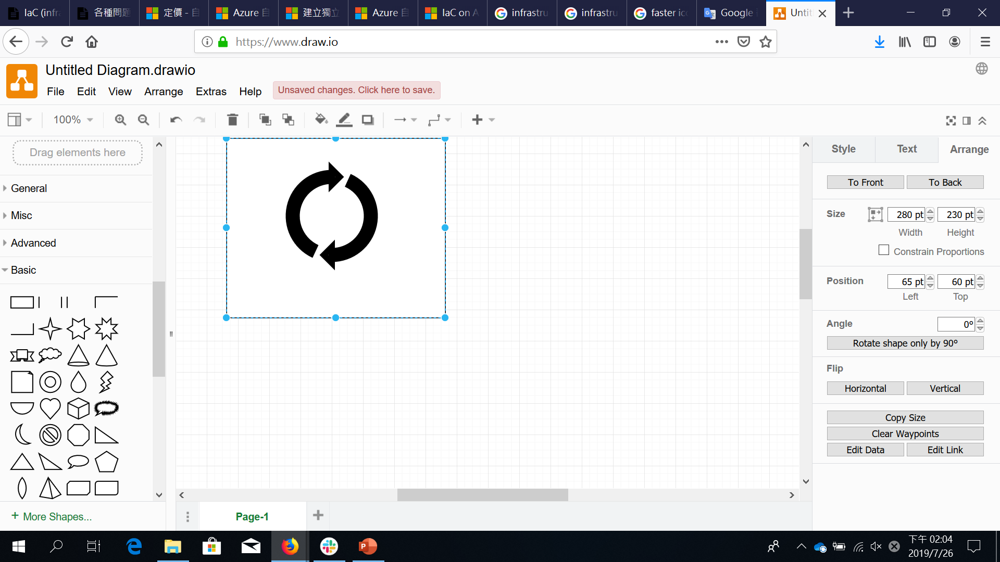 IaC (infra
各種問題
定價 - 自
Azure 自
建立獨立
Azure 自
IaC on A
infrastru
infrastru
faster ico
Google
Untit
https://www.draw.io
Untitled Diagram.drawio
File Edit View Arrange Extras Help
Unsaved changes. Click here to save.
100%
Drag elements here
General
Misc
Advanced
Basic
+ More Shapes...
Page-1
Style Text Arrange
To Front To Back
Size 280 pt 230 pt
Width Height
Constrain Proportions
Position 65 pt 60 pt
Left Top
Angle 0°
Rotate shape only by 90°
Flip
Horizontal Vertical
Copy Size
Clear Waypoints
Edit Data Edit Link
下午 02:04
2019/7/26